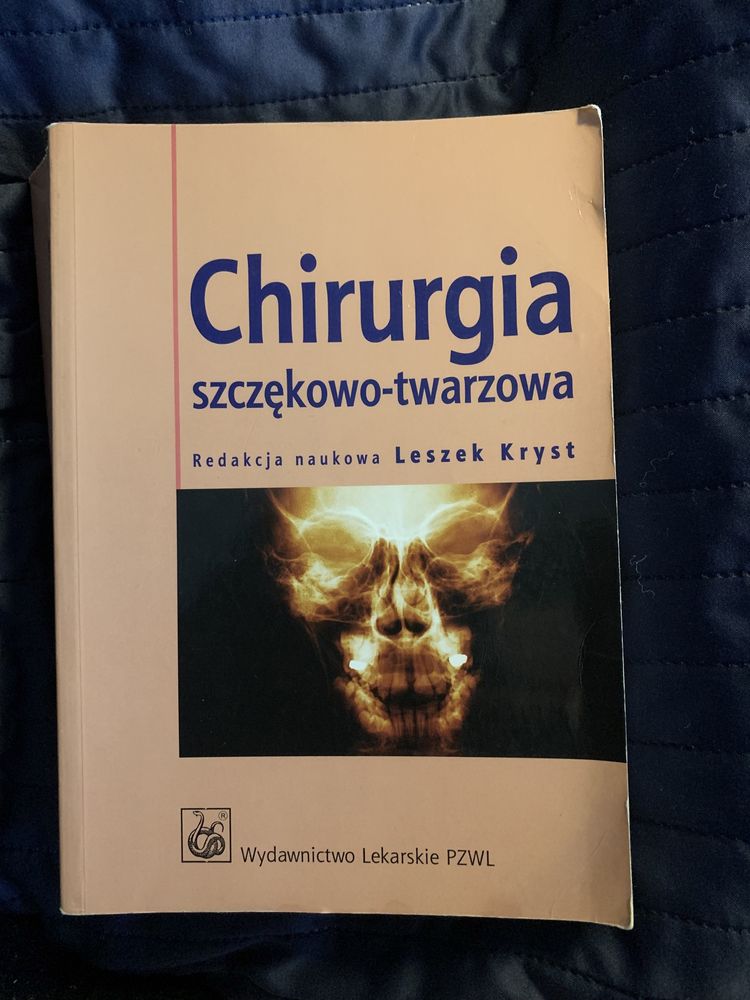 Chirurgia
szczękowo-twarzowa
Redakcja naukowa Leszek Kryst
®
Wydawnictwo Lekarskie PZWL